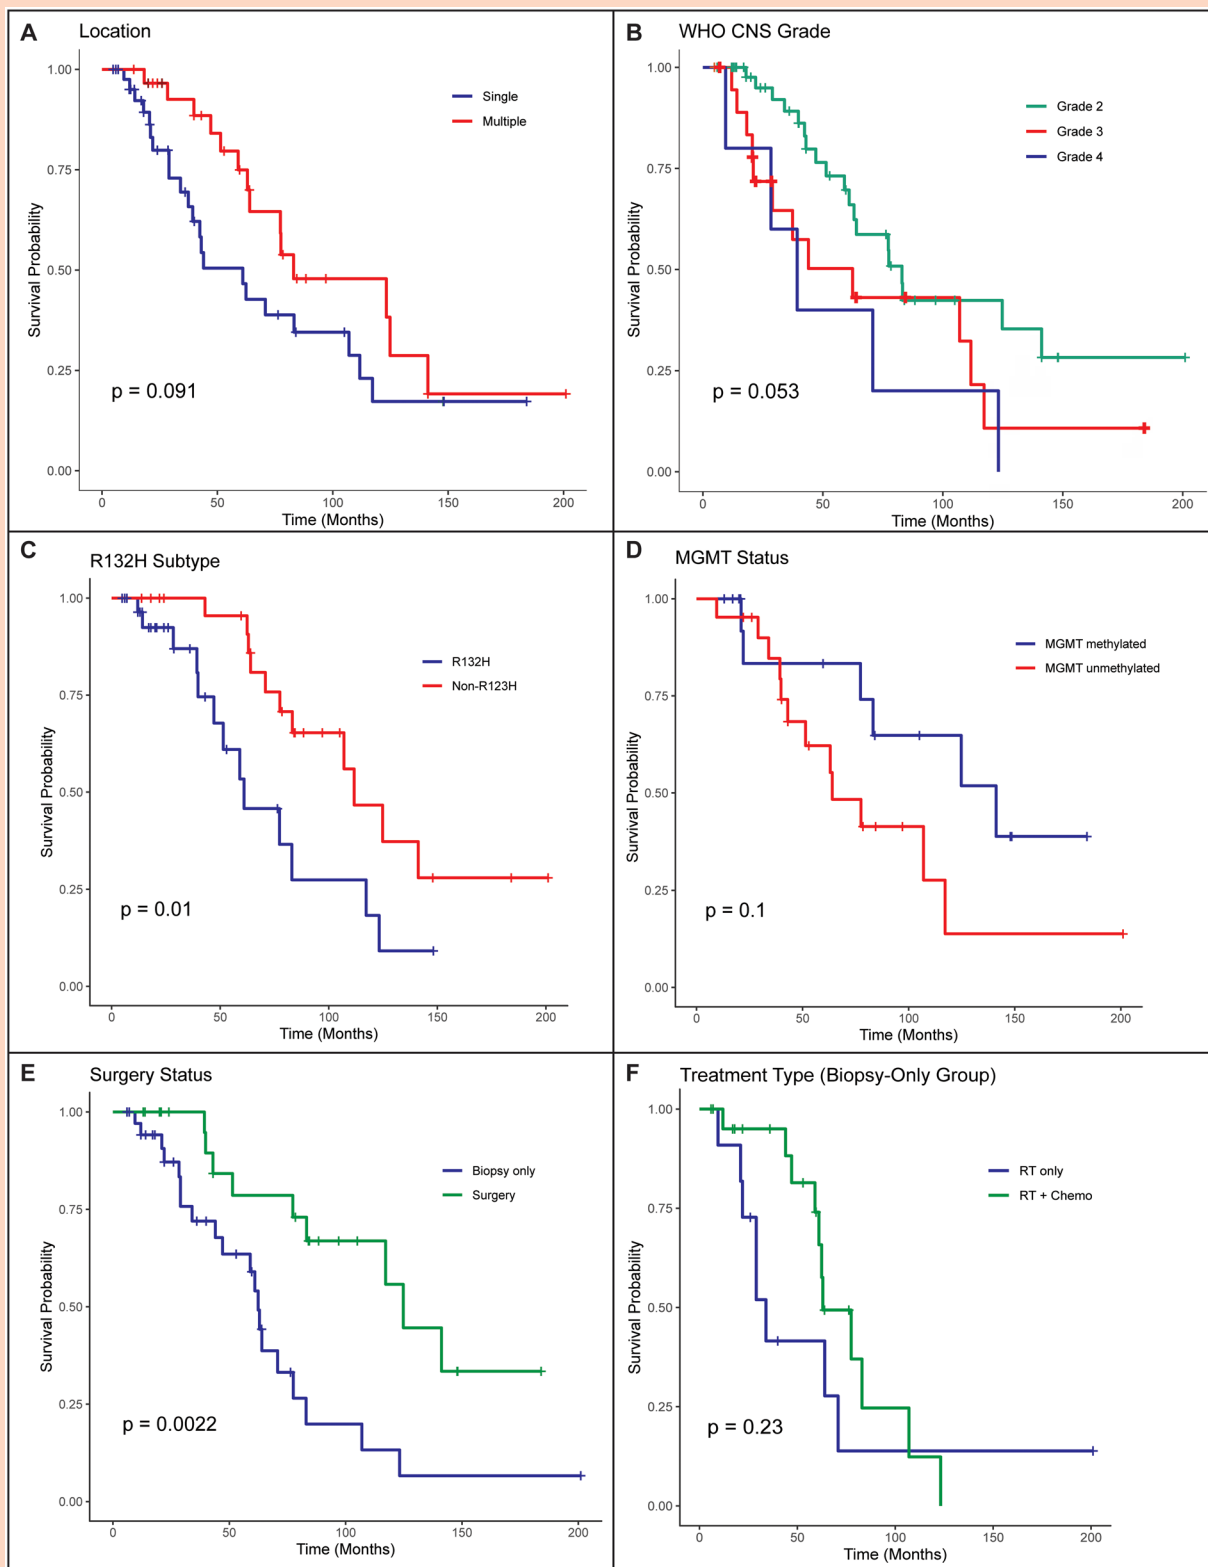 A
Location
1.00
0.75
0.50
0.25
0.00
Survival Probability
Single
Multiple
p = 0.091
0
50
100
150
200
Time (Months)
B
WHO CNS Grade
1.00
0.75
0.50
0.25
0.00
Survival Probability
Grade 2
Grade 3
Grade 4
p = 0.053
0
50
100
150
200
Time (Months)
C
R132H Subtype
1.00
0.75
0.50
0.25
0.00
Survival Probability
R132H
Non-R123H
p = 0.01
0
50
100
150
200
Time (Months)
D
MGMT Status
1.00
0.75
0.50
0.25
0.00
Survival Probability
MGMT methylated
MGMT unmethylated
p = 0.1
0
50
100
150
200
Time (Months)
E
Surgery Status
1.00
0.75
0.50
0.25
0.00
Survival Probability
Biopsy only
Surgery
p = 0.0022
0
50
100
150
200
Time (Months)
F
Treatment Type (Biopsy-Only Group)
1.00
0.75
0.50
0.25
0.00
Survival Probability
RT only
RT + Chemo
p = 0.23
0
50
100
150
200
Time (Months)